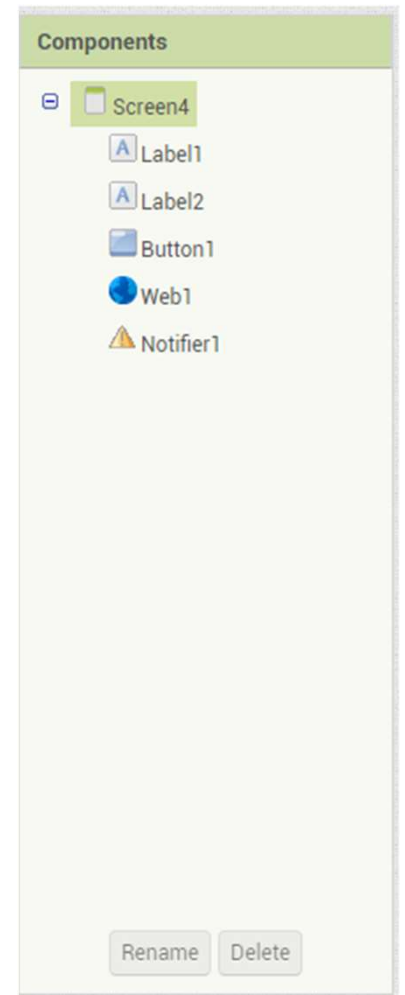 Components
Screen4
A Label1
A Label2
Button1
Web1
Notifier1
Rename Delete